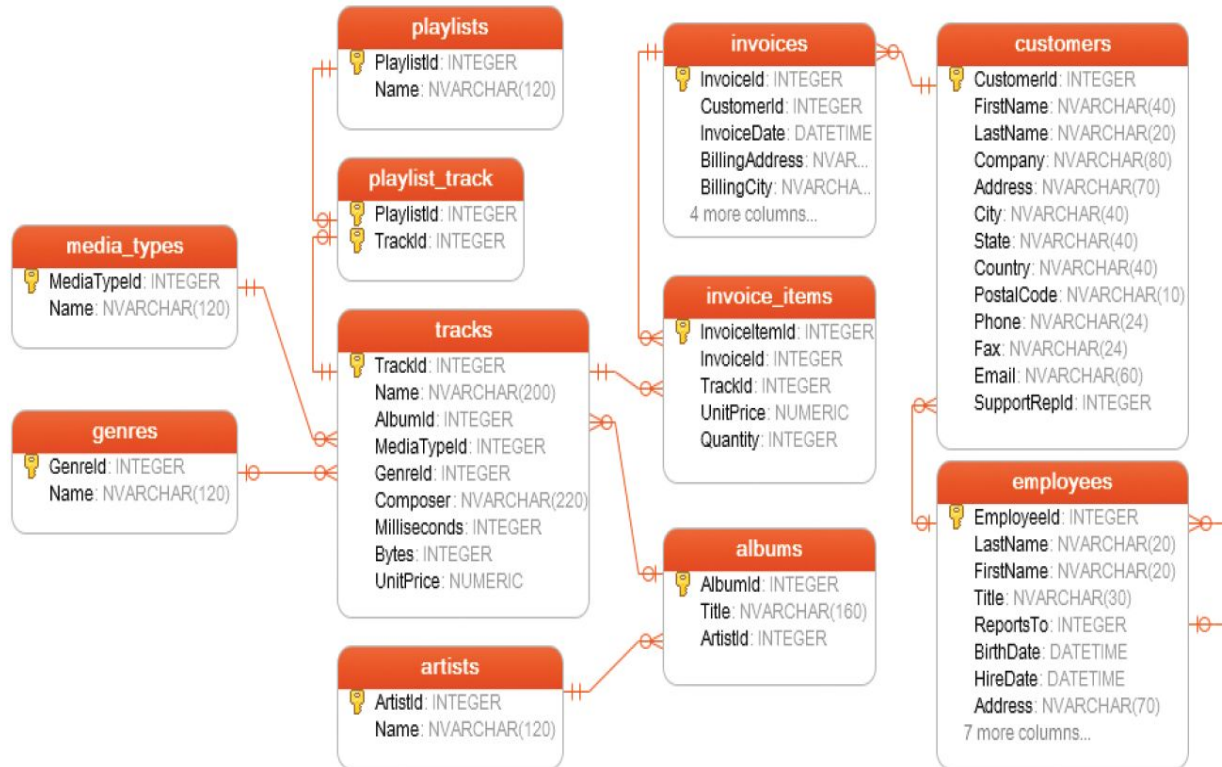 playlists
PlaylistId: INTEGER
Name: NVARCHAR(120)
playlist_track
PlaylistId: INTEGER
TrackId: INTEGER
media_types
MediaTypeId: INTEGER
Name: NVARCHAR(120)
genres
GenreId: INTEGER
Name: NVARCHAR(120)
tracks
TrackId: INTEGER
Name: NVARCHAR(200)
AlbumId: INTEGER
MediaTypeId: INTEGER
GenreId: INTEGER
Composer: NVARCHAR(220)
Milliseconds: INTEGER
Bytes: INTEGER
UnitPrice: NUMERIC
artists
ArtistId: INTEGER
Name: NVARCHAR(120)
invoices
InvoiceId: INTEGER
CustomerId: INTEGER
InvoiceDate: DATETIME
BillingAddress: NVAR...
BillingCity: NVARCHA...
4 more columns...
invoice_items
InvoiceItemId: INTEGER
InvoiceId: INTEGER
TrackId: INTEGER
UnitPrice: NUMERIC
Quantity: INTEGER
albums
AlbumId: INTEGER
Title: NVARCHAR(160)
ArtistId: INTEGER
customers
CustomerId: INTEGER
FirstName: NVARCHAR(40)
LastName: NVARCHAR(20)
Company: NVARCHAR(80)
Address: NVARCHAR(70)
City: NVARCHAR(40)
State: NVARCHAR(40)
Country: NVARCHAR(40)
PostalCode: NVARCHAR(10)
Phone: NVARCHAR(24)
Fax: NVARCHAR(24)
Email: NVARCHAR(60)
SupportRepId: INTEGER
employees
EmployeeId: INTEGER
LastName: NVARCHAR(20)
FirstName: NVARCHAR(20)
Title: NVARCHAR(30)
ReportsTo: INTEGER
BirthDate: DATETIME
HireDate: DATETIME
Address: NVARCHAR(70)
7 more columns...